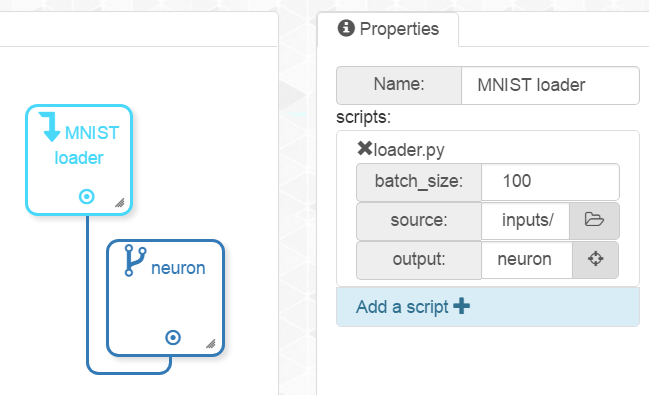 MNIST
loader
neuron
Properties
Name: MNIST loader
scripts:
loader.py
batch_size: 100
source: inputs/
output: neuron
Add a script